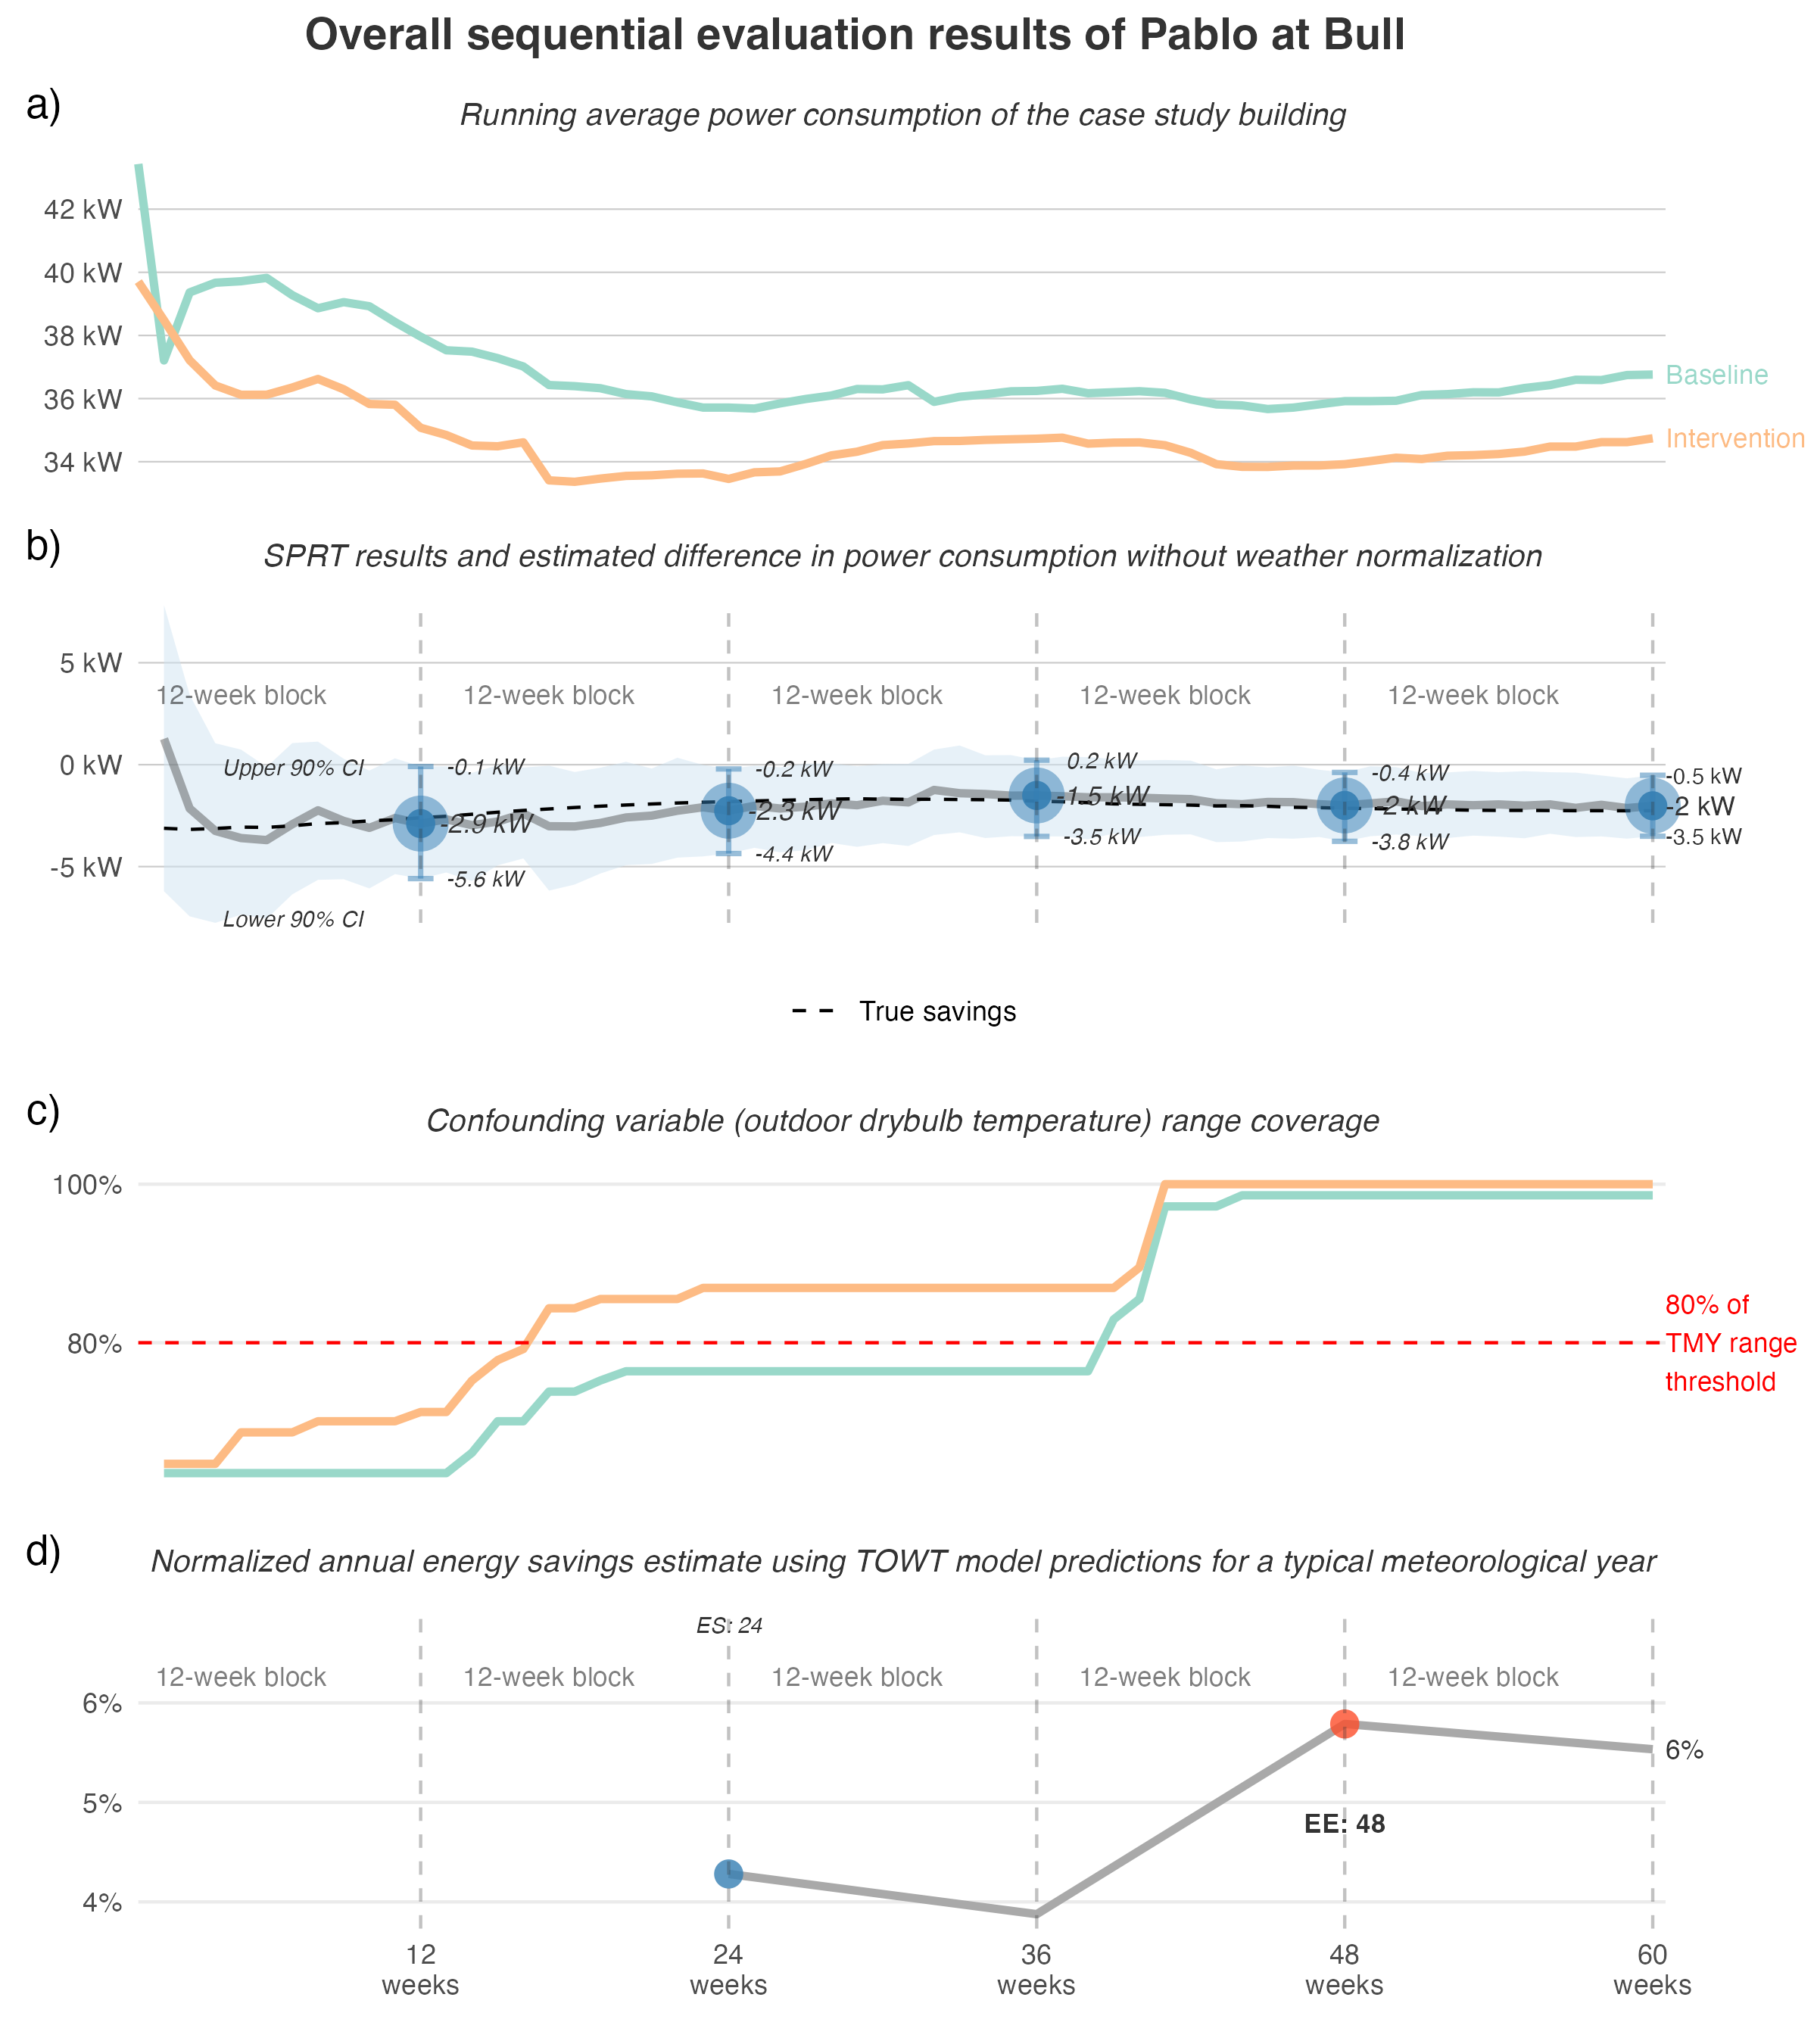 Overall sequential evaluation results of Pablo at Bull
a)
Running average power consumption of the case study building
42 kW
40 kW
38 kW
36 kW
34 kW
Baseline
Intervention
b)
SPRT results and estimated difference in power consumption without weather normalization
5 kW
0 kW
-5 kW
12-week block
12-week block
12-week block
12-week block
12-week block
Upper 90% CI
Lower 90% CI
-0.1 kW
-2.9 kW
-5.6 kW
-0.2 kW
-2.3 kW
-4.4 kW
0.2 kW
-1.5 kW
-3.5 kW
-0.4 kW
-2 kW
-3.8 kW
-0.5 kW
-2 kW
-3.5 kW
True savings
c)
Confounding variable (outdoor drybulb temperature) range coverage
100%
80%
80% of
TMY range
threshold
d)
Normalized annual energy savings estimate using TOWT model predictions for a typical meteorological year
ES: 24
12-week block
12-week block
12-week block
12-week block
12-week block
6%
5%
4%
6%
EE: 48
12
weeks
24
weeks
36
weeks
48
weeks
60
weeks